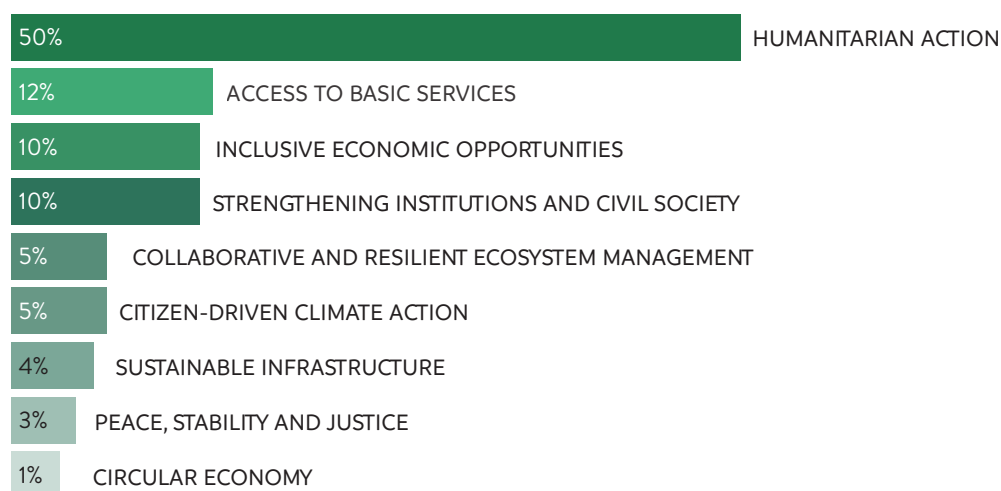 50% HUMANITARIAN ACTION
12% ACCESS TO BASIC SERVICES
10% INCLUSIVE ECONOMIC OPPORTUNITIES
10% STRENGTHENING INSTITUTIONS AND CIVIL SOCIETY
5% COLLABORATIVE AND RESILIENT ECOSYSTEM MANAGEMENT
5% CITIZEN-DRIVEN CLIMATE ACTION
4% SUSTAINABLE INFRASTRUCTURE
3% PEACE, STABILITY AND JUSTICE
1% CIRCULAR ECONOMY